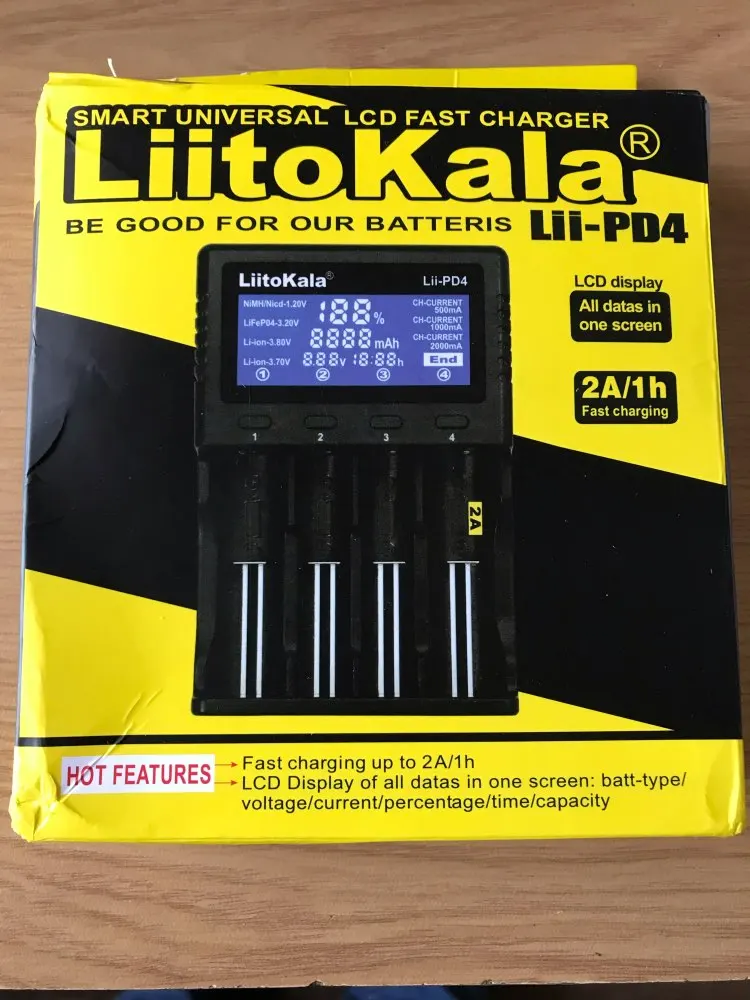 SMART UNIVERSAL LCD FAST CHARGER
LiitoKala®
BE GOOD FOR OUR BATTERIS Lii-PD4
LiitoKala® Lii-PD4
NiMH/Nicd-1.20V
LiFeP04-3.20V
Li-ion-3.80V
Li-ion-3.70V
188%
8888mAh
8.88V 18:88h
CH-CURRENT
500mA
CH-CURRENT
1000mA
CH-CURRENT
2000mA
End
① ② ③ ④
1 2 3 4
2A
LCD display
All datas in
one screen
2A/1h
Fast charging
HOT FEATURES
Fast charging up to 2A/1h
LCD Display of all datas in one screen: batt-type/
voltage/current/percentage/time/capacity